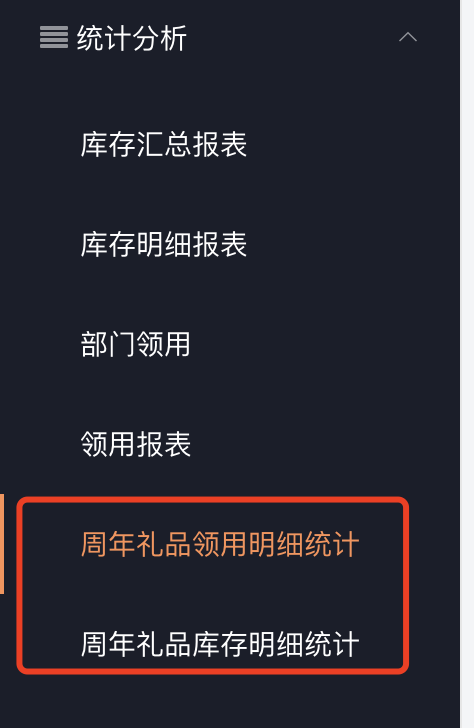 统计分析
库存汇总报表
库存明细报表
部门领用
领用报表
周年礼品领用明细统计
周年礼品库存明细统计